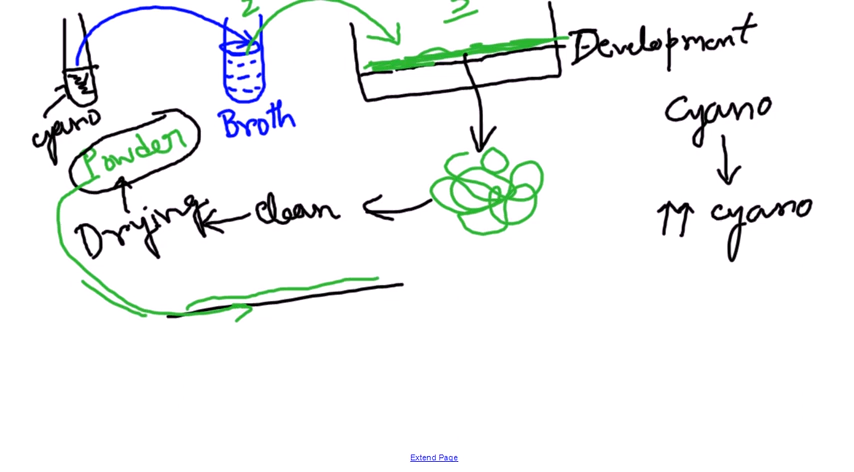 2
3
Development
cyano
Broth
Powder
Cyano
Drying
clean
↑↑ cyano
Extend Page